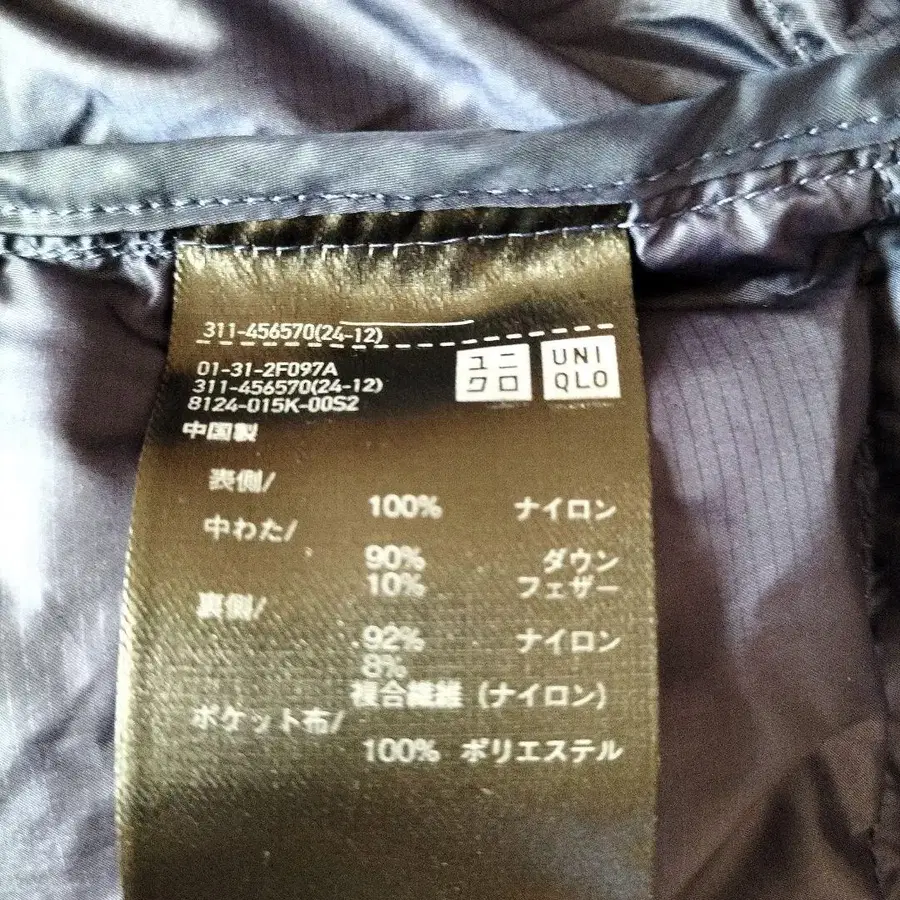 311-456570(24-12)
01-31-2F097A
311-456570(24-12)
8124-015K-00S2
ユニ
クロ
UNI
QLO
中国製
表側/
100% ナイロン
中わた/
90% ダウン
10% フェザー
裏側/
92% ナイロン
8%
複合繊維 (ナイロン)
ポケット布/
100% ポリエステル